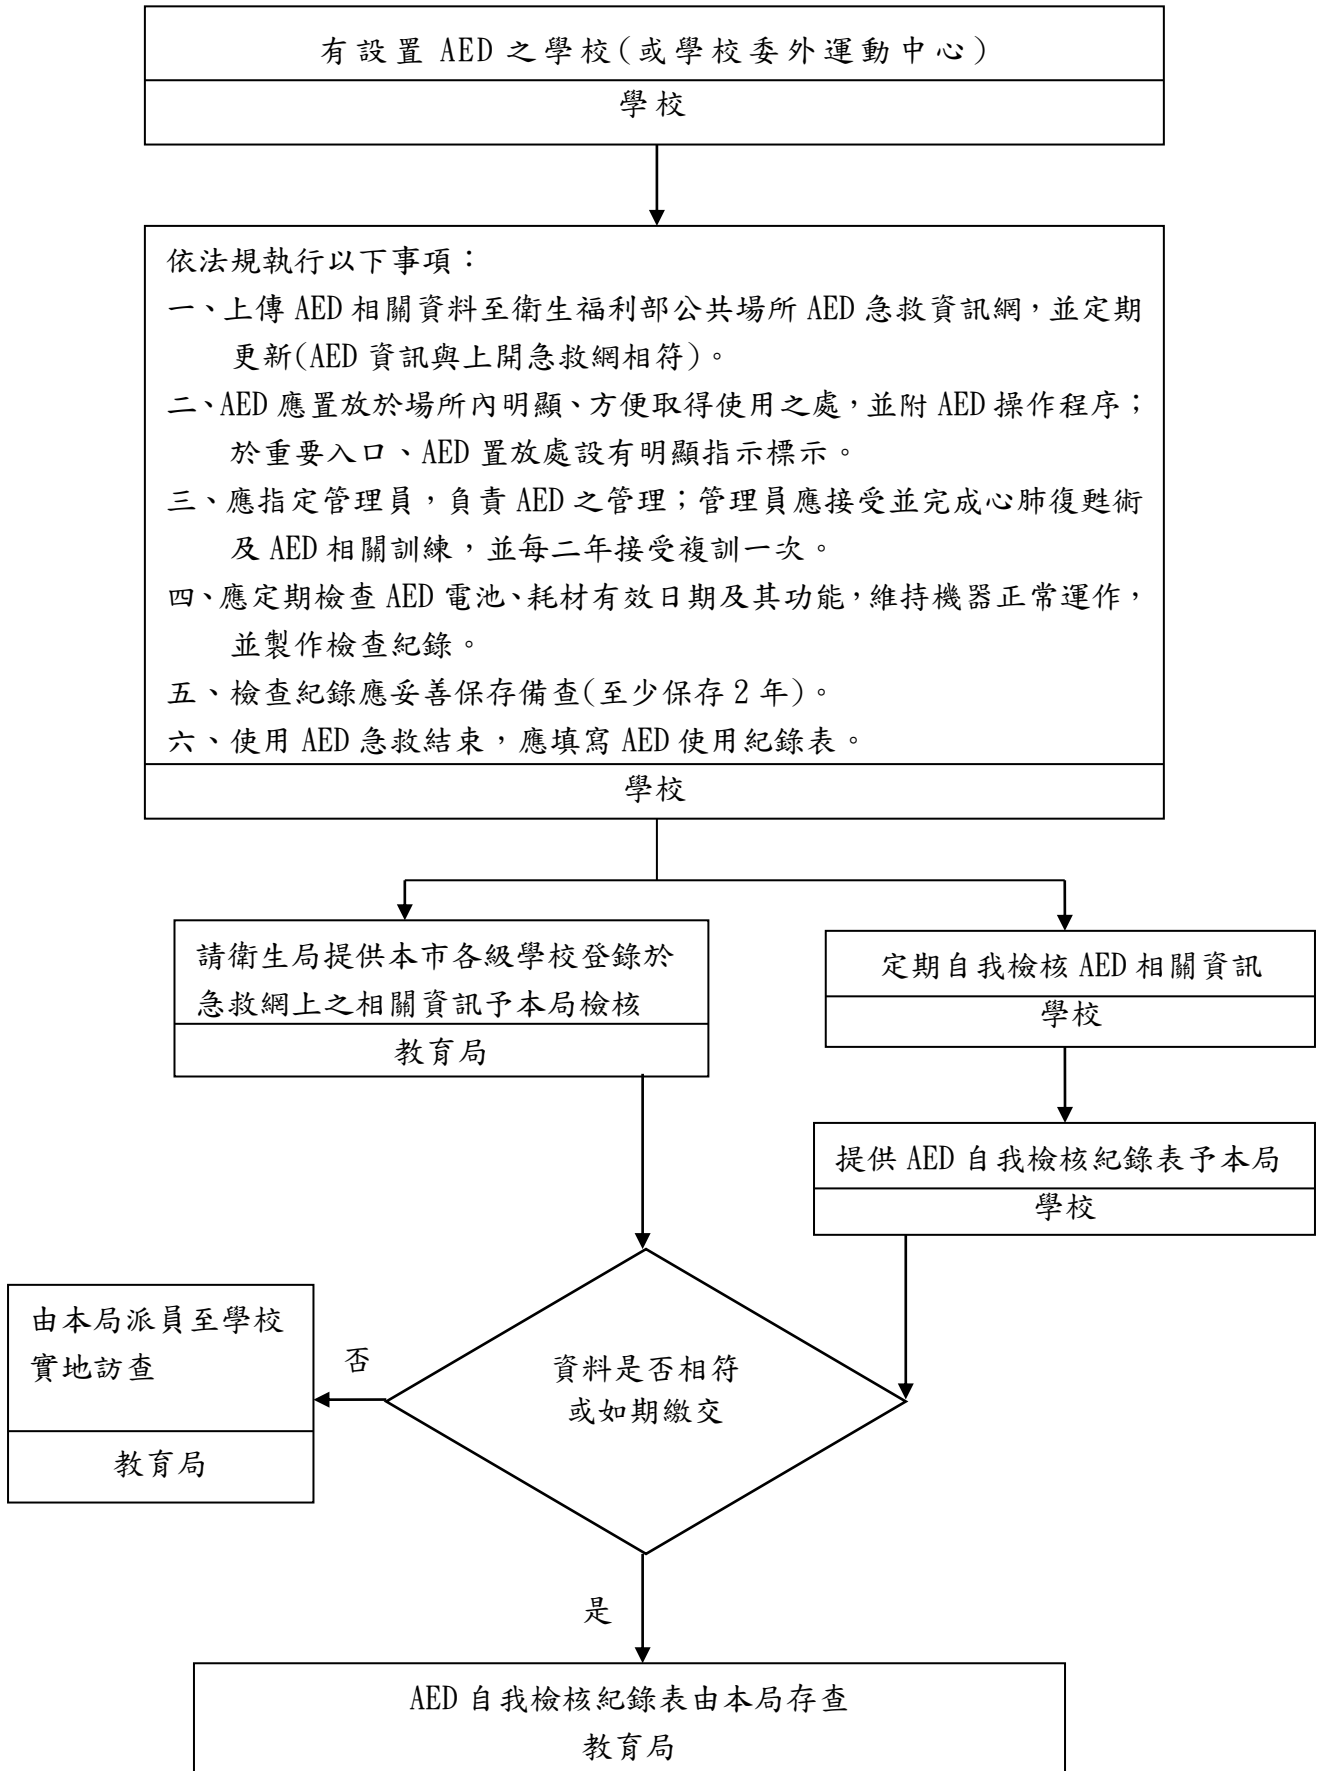 有設置 AED 之學校(或學校委外運動中心)
學校
依法規執行以下事項：
一、上傳 AED 相關資料至衛生福利部公共場所 AED 急救資訊網，並定期
更新(AED 資訊與上開急救網相符)。
二、AED 應置放於場所內明顯、方便取得使用之處，並附 AED 操作程序；
於重要入口、AED 置放處設有明顯指示標示。
三、應指定管理員，負責 AED 之管理；管理員應接受並完成心肺復甦術
及 AED 相關訓練，並每二年接受複訓一次。
四、應定期檢查 AED 電池、耗材有效日期及其功能，維持機器正常運作，
並製作檢查紀錄。
五、檢查紀錄應妥善保存備查(至少保存 2 年)。
六、使用 AED 急救結束，應填寫 AED 使用紀錄表。
學校
請衛生局提供本市各級學校登錄於
急救網上之相關資訊予本局檢核
教育局
定期自我檢核 AED 相關資訊
學校
提供 AED 自我檢核紀錄表予本局
學校
由本局派員至學校
實地訪查
教育局
否
資料是否相符
或如期繳交
是
AED 自我檢核紀錄表由本局存查
教育局